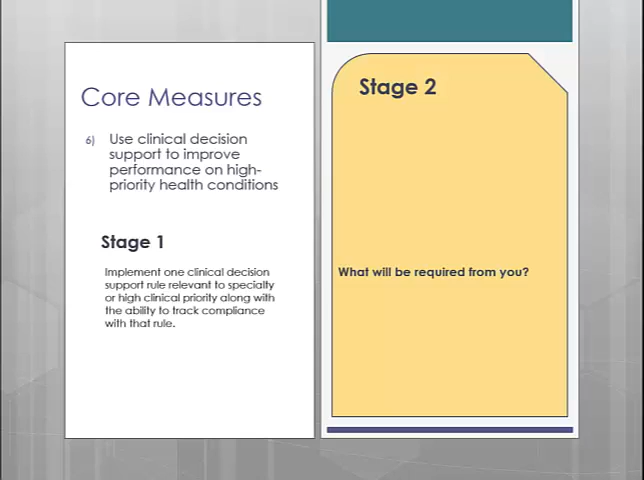 Core Measures
6) Use clinical decision
support to improve
performance on high-
priority health conditions
Stage 1
Implement one clinical decision
support rule relevant to specialty
or high clinical priority along with
the ability to track compliance
with that rule.
Stage 2
What will be required from you?